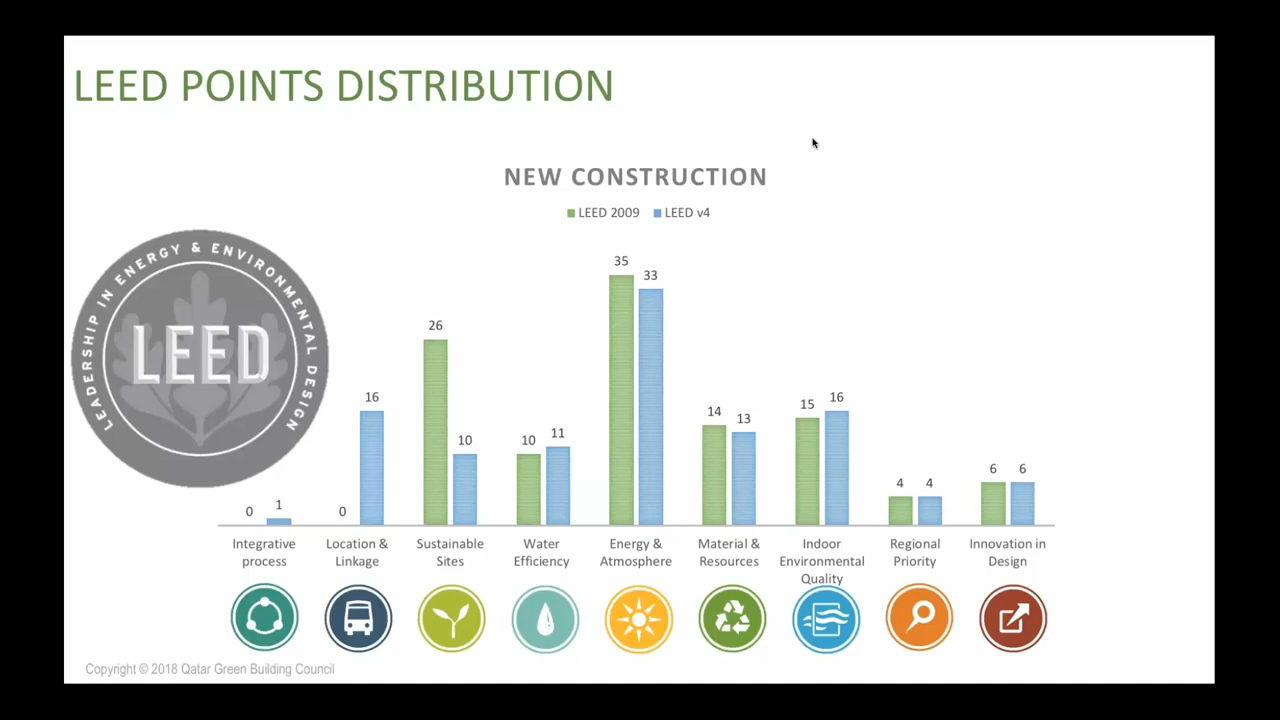 LEED POINTS DISTRIBUTION
NEW CONSTRUCTION
LEED 2009 LEED v4
LEADERSHIP IN ENERGY & ENVIRONMENTAL DESIGN
LEED
0 1 0 16 26 10 10 11 35 33 14 13 15 16 4 4 6 6
Integrative
process
Location &
Linkage
Sustainable
Sites
Water
Efficiency
Energy &
Atmosphere
Material &
Resources
Indoor
Environmental
Quality
Regional
Priority
Innovation in
Design
Copyright © 2018 Qatar Green Building Council